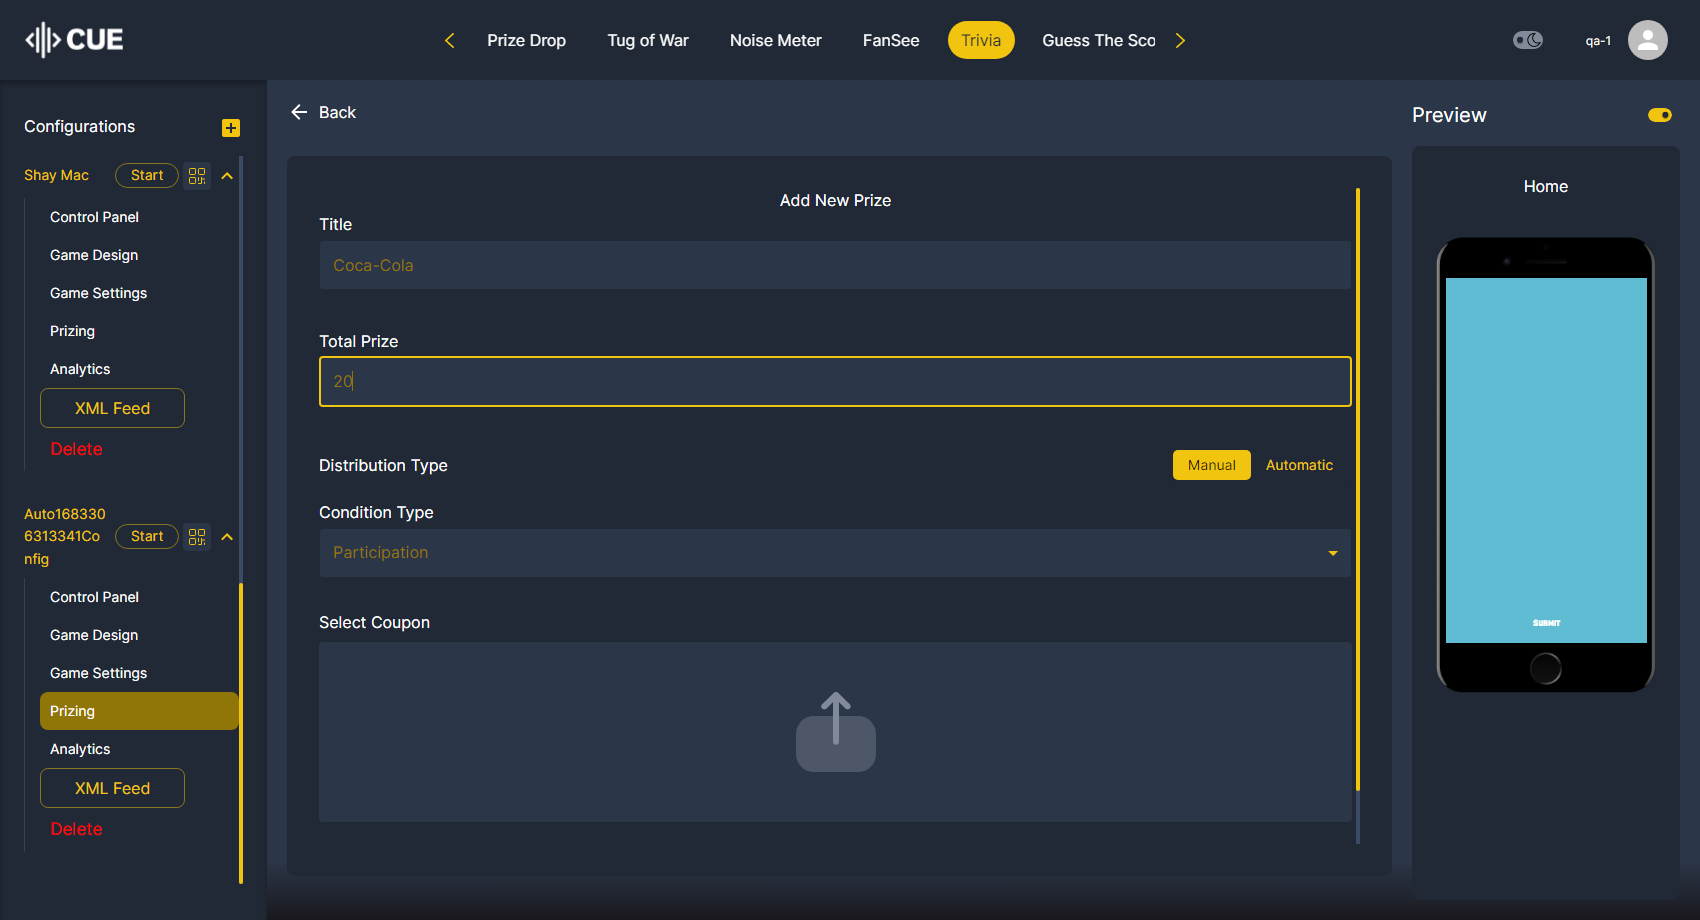 CUE
Prize Drop
Tug of War
Noise Meter
FanSee
Trivia
Guess The Sco
qa-1
Configurations
Shay Mac
Start
Control Panel
Game Design
Game Settings
Prizing
Analytics
XML Feed
Delete
Auto168330
6313341Co
nfig
Start
Control Panel
Game Design
Game Settings
Prizing
Analytics
XML Feed
Delete
Back
Add New Prize
Title
Coca-Cola
Total Prize
20
Distribution Type
Manual
Automatic
Condition Type
Participation
Select Coupon
Preview
Home
SUBMIT